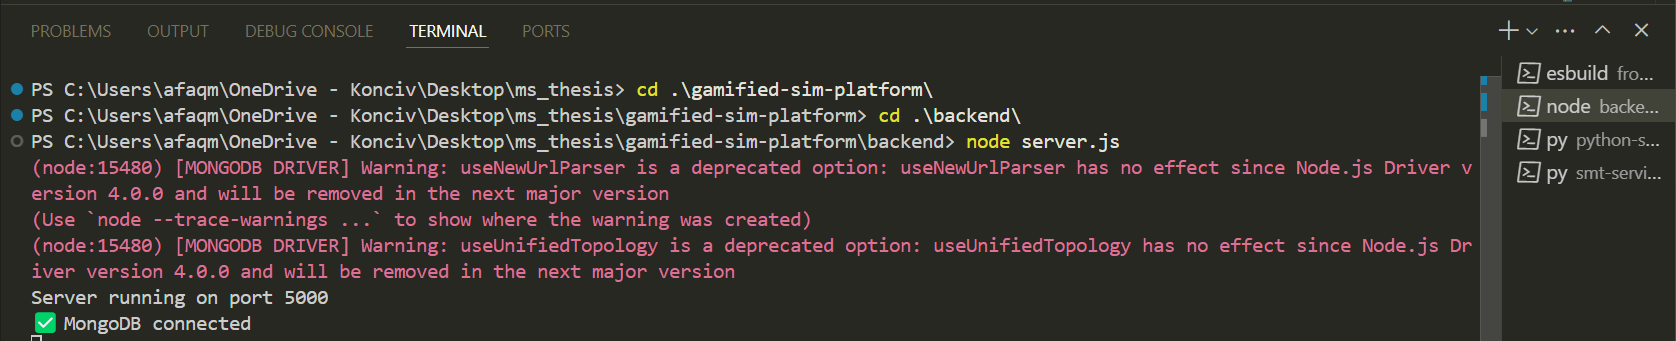 PROBLEMS OUTPUT DEBUG CONSOLE TERMINAL PORTS
PS C:\Users\afaqm\OneDrive - Konciv\Desktop\ms_thesis> cd .\gamified-sim-platform\
PS C:\Users\afaqm\OneDrive - Konciv\Desktop\ms_thesis\gamified-sim-platform> cd .\backend\
PS C:\Users\afaqm\OneDrive - Konciv\Desktop\ms_thesis\gamified-sim-platform\backend> node server.js
(node:15480) [MONGODB DRIVER] Warning: useNewUrlParser is a deprecated option: useNewUrlParser has no effect since Node.js Driver v
ersion 4.0.0 and will be removed in the next major version
(Use `node --trace-warnings ...` to show where the warning was created)
(node:15480) [MONGODB DRIVER] Warning: useUnifiedTopology is a deprecated option: useUnifiedTopology has no effect since Node.js Dr
iver version 4.0.0 and will be removed in the next major version
Server running on port 5000
✅ MongoDB connected
esbuild fro...
node backe...
py python-s...
py smt-servi...